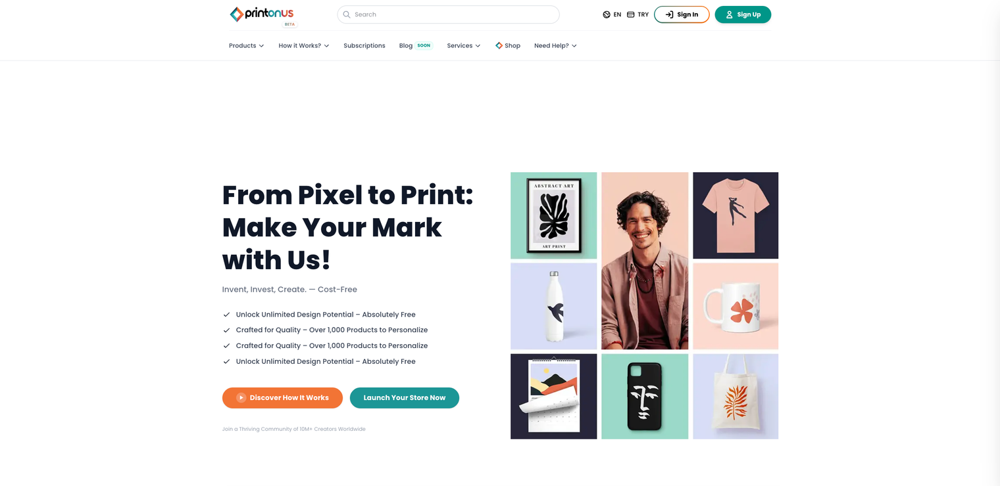 printonus
BETA
Search
EN
TRY
Sign In
Sign Up
Products
How it Works?
Subscriptions
Blog SOON
Services
Shop
Need Help?
From Pixel to Print:
Make Your Mark
with Us!
Invent, Invest, Create. — Cost-Free
Unlock Unlimited Design Potential – Absolutely Free
Crafted for Quality – Over 1,000 Products to Personalize
Crafted for Quality – Over 1,000 Products to Personalize
Unlock Unlimited Design Potential – Absolutely Free
Discover How It Works
Launch Your Store Now
Join a Thriving Community of 10M+ Creators Worldwide
ABSTRACT ART
ART PRINT